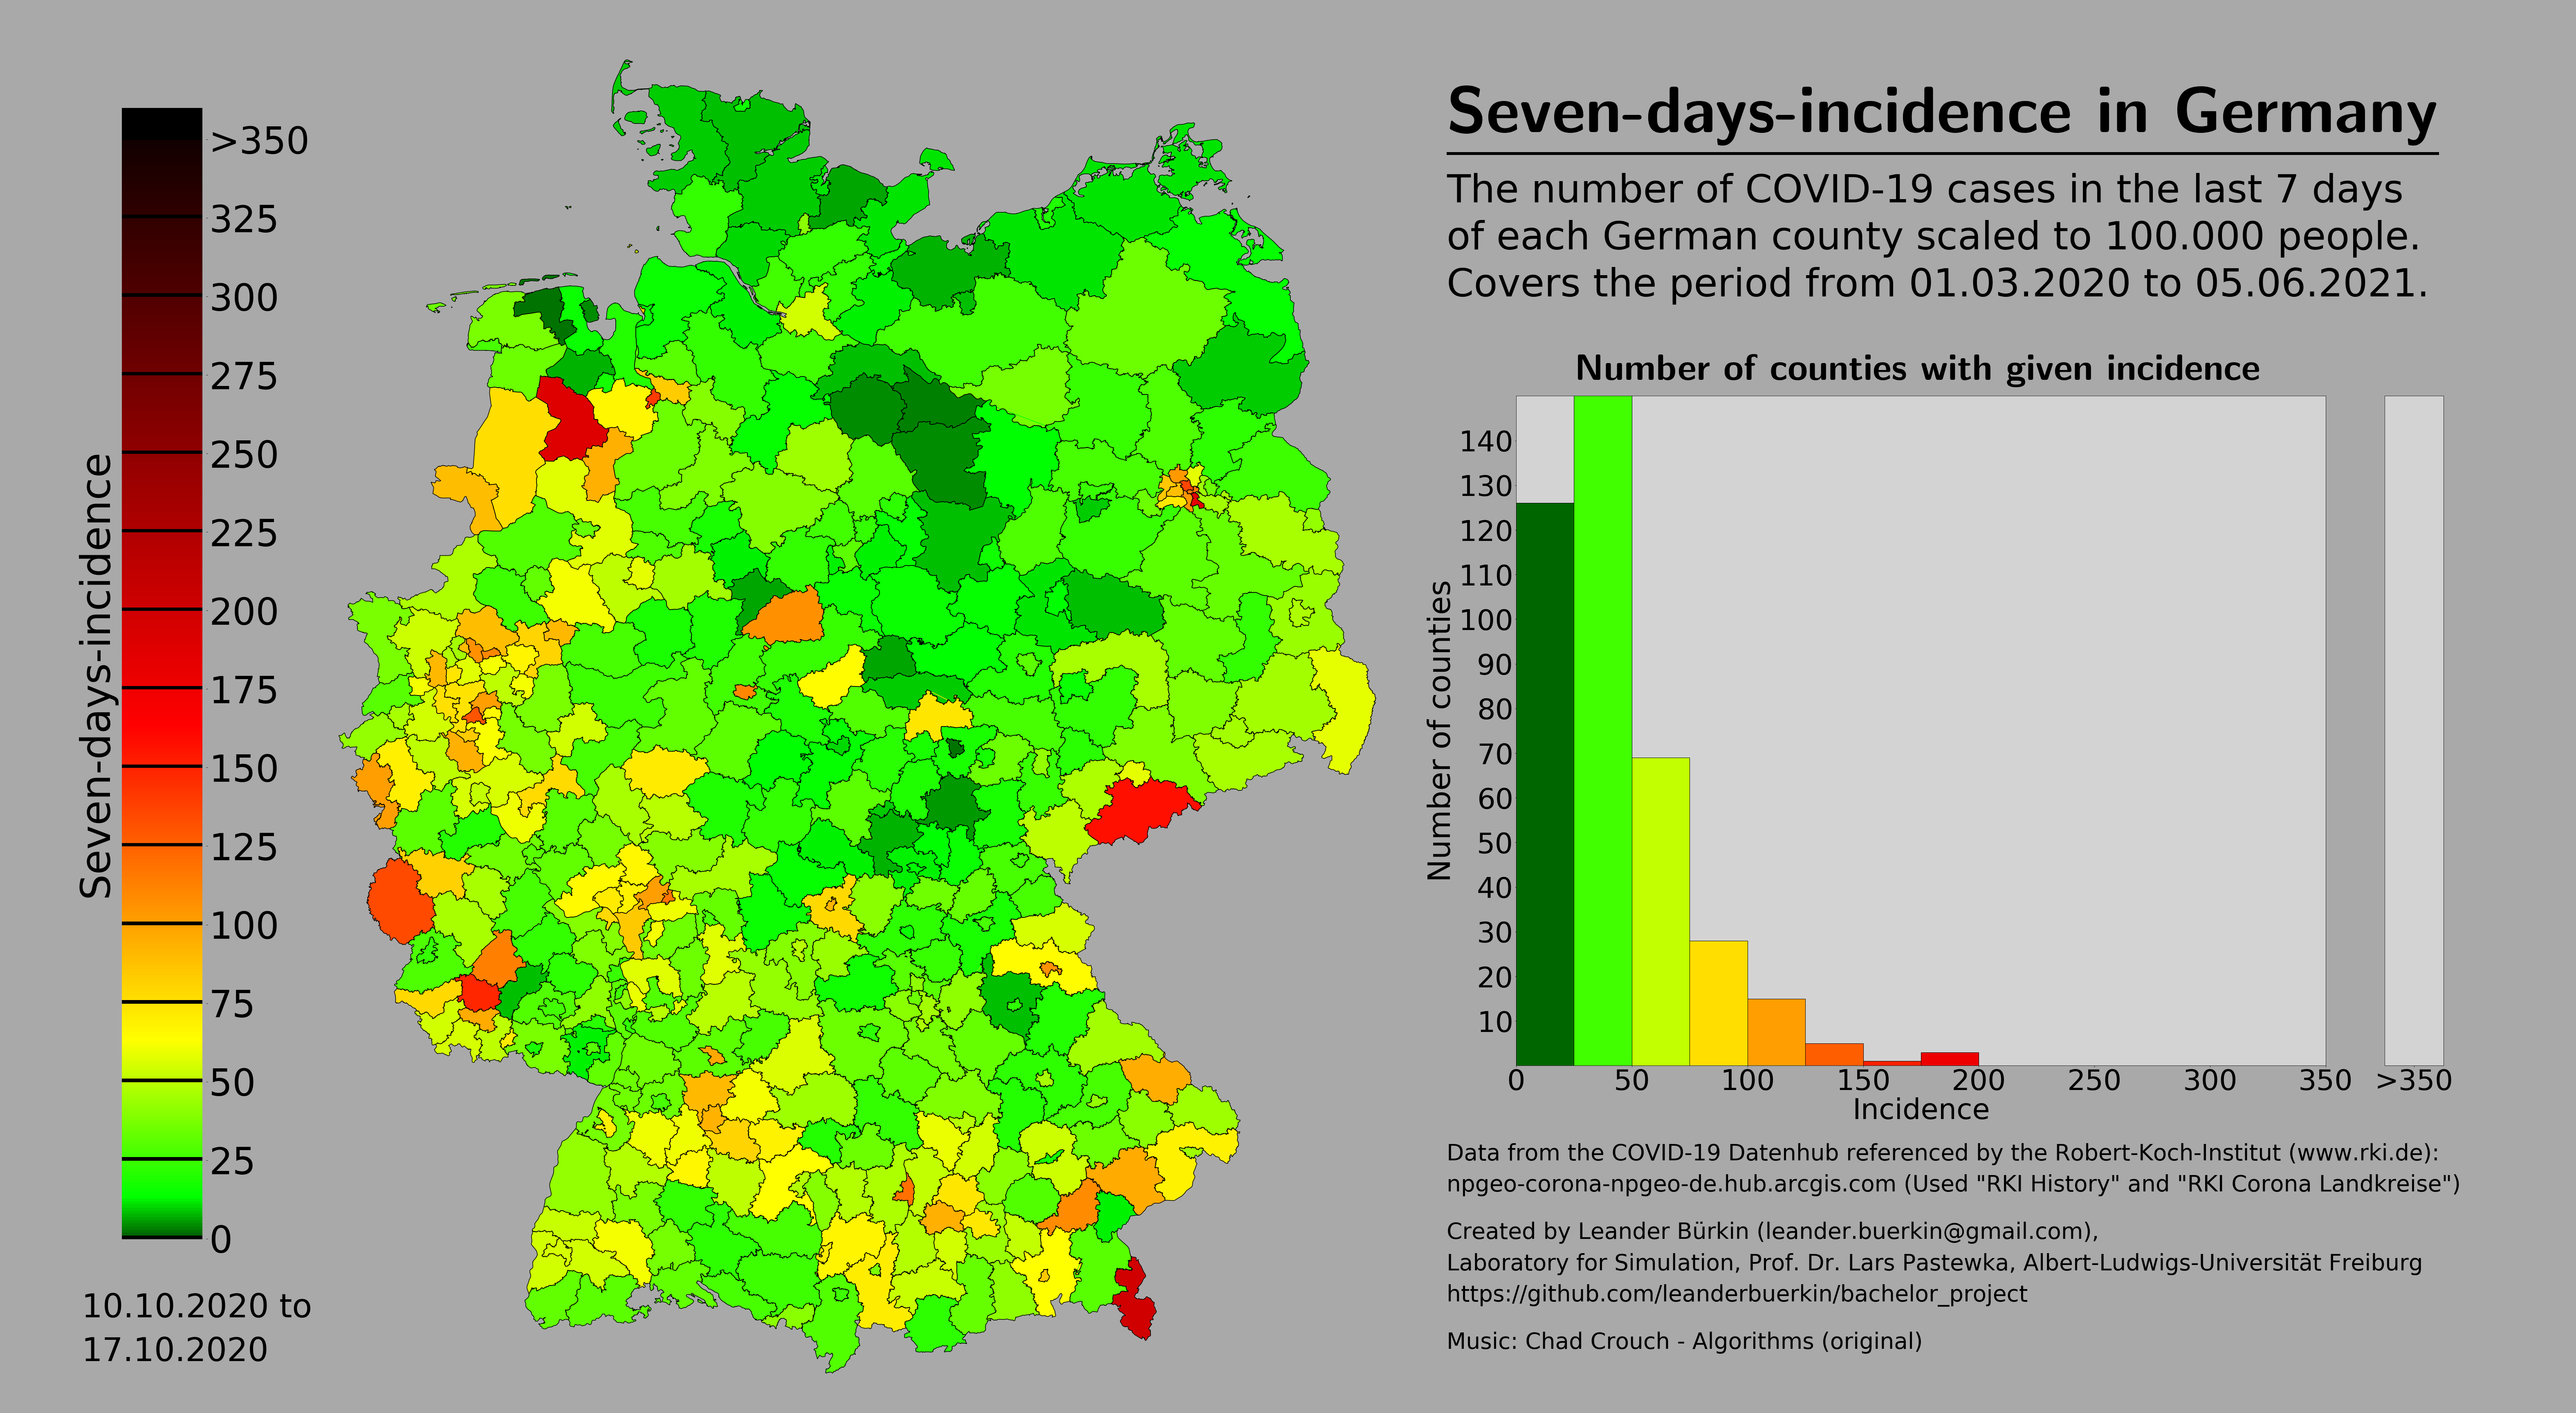 Seven-days-incidence in Germany
The number of COVID-19 cases in the last 7 days
of each German county scaled to 100.000 people.
Covers the period from 01.03.2020 to 05.06.2021.
Seven-days-incidence
>350
325
300
275
250
225
200
175
150
125
100
75
50
25
0
10.10.2020 to
17.10.2020
Number of counties with given incidence
Number of counties
140
130
120
110
100
90
80
70
60
50
40
30
20
10
0 50 100 150 200 250 300 350 >350
Incidence
Data from the COVID-19 Datenhub referenced by the Robert-Koch-Institut (www.rki.de):
npgeo-corona-npgeo-de.hub.arcgis.com (Used "RKI History" and "RKI Corona Landkreise")
Created by Leander Bürkin (leander.buerkin@gmail.com),
Laboratory for Simulation, Prof. Dr. Lars Pastewka, Albert-Ludwigs-Universität Freiburg
https://github.com/leanderbuerkin/bachelor_project
Music: Chad Crouch - Algorithms (original)